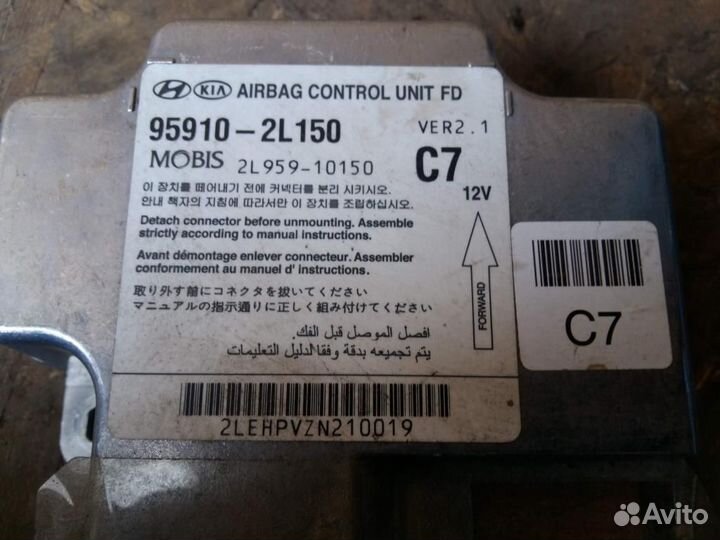 HYUNDAI KIA AIRBAG CONTROL UNIT FD
95910-2L150 VER2.1
MOBIS 2L959-10150 C7
12V
이 장치를 떼어내기 전에 커넥터를 분리 시키시오.
안내 책자의 지침에 따라서만 이 장치를 조립하십시오.
Detach connector before unmounting. Assemble
strictly according to manual instructions.
Avant démontage enlever connecteur. Assembler
conformement au manuel d' instructions.
取り外す前にコネクタを抜いてください
マニュアルの指示通りに正しく組み付けてください
افصل الموصل قبل الفك.
يتم تجميعه بدقة وفقا لدليل التعليمات
FORWARD
2LEHPVZN210019
C7
Avito